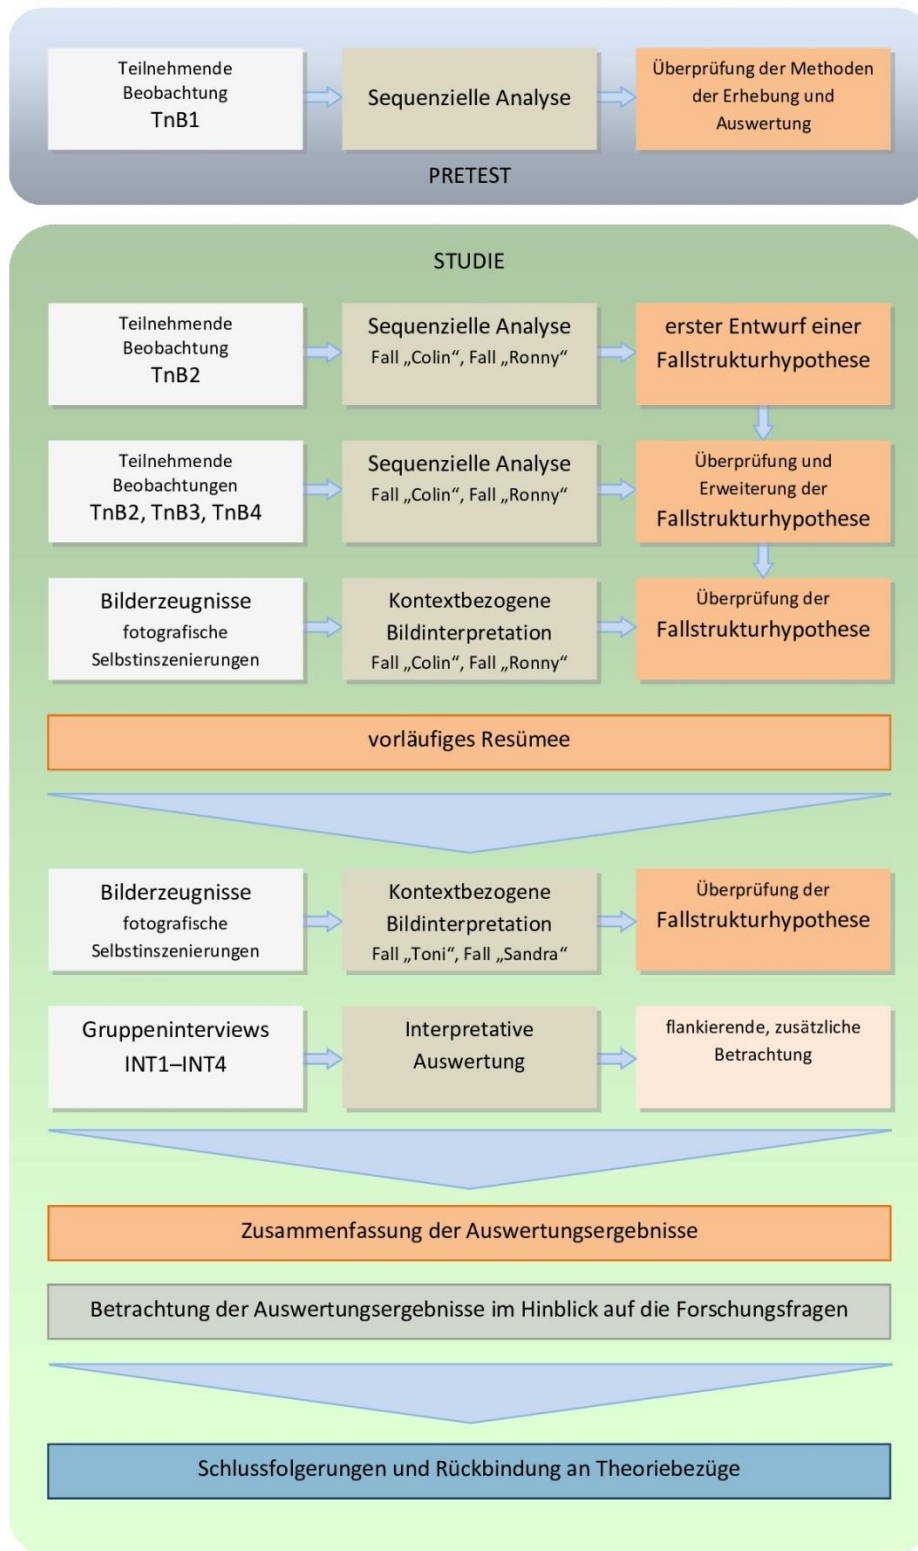 Teilnehmende
Beobachtung
TnB1
Sequenzielle Analyse
Überprüfung der Methoden
der Erhebung und
Auswertung
PRETEST
STUDIE
Teilnehmende
Beobachtung
TnB2
Sequenzielle Analyse
Fall „Colin“, Fall „Ronny“
erster Entwurf einer
Fallstrukturhypothese
Teilnehmende
Beobachtungen
TnB2, TnB3, TnB4
Sequenzielle Analyse
Fall „Colin“, Fall „Ronny“
Überprüfung und
Erweiterung der
Fallstrukturhypothese
Bilderzeugnisse
fotografische
Selbstinszenierungen
Kontextbezogene
Bildinterpretation
Fall „Colin“, Fall „Ronny“
Überprüfung der
Fallstrukturhypothese
vorläufiges Resümee
Bilderzeugnisse
fotografische
Selbstinszenierungen
Kontextbezogene
Bildinterpretation
Fall „Toni“, Fall „Sandra“
Überprüfung der
Fallstrukturhypothese
Gruppeninterviews
INT1–INT4
Interpretative
Auswertung
flankierende, zusätzliche
Betrachtung
Zusammenfassung der Auswertungsergebnisse
Betrachtung der Auswertungsergebnisse im Hinblick auf die Forschungsfragen
Schlussfolgerungen und Rückbindung an Theoriebezüge